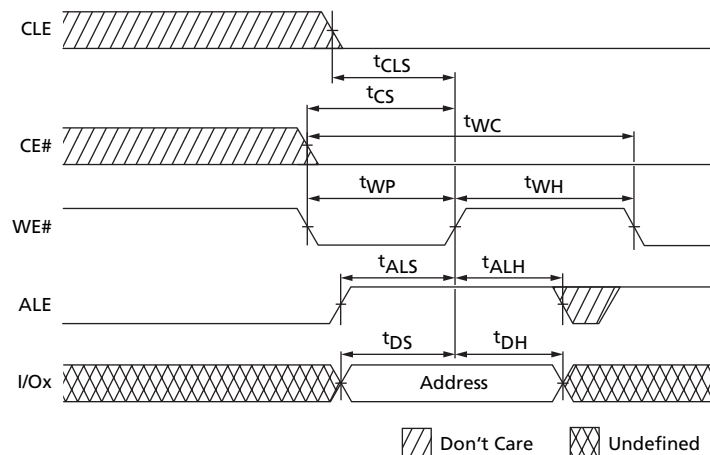 CLE
tCLS
tCS
tWC
CE#
tWP
tWH
WE#
tALS
tALH
ALE
tDS
tDH
I/Ox
Address
Don't Care
Undefined